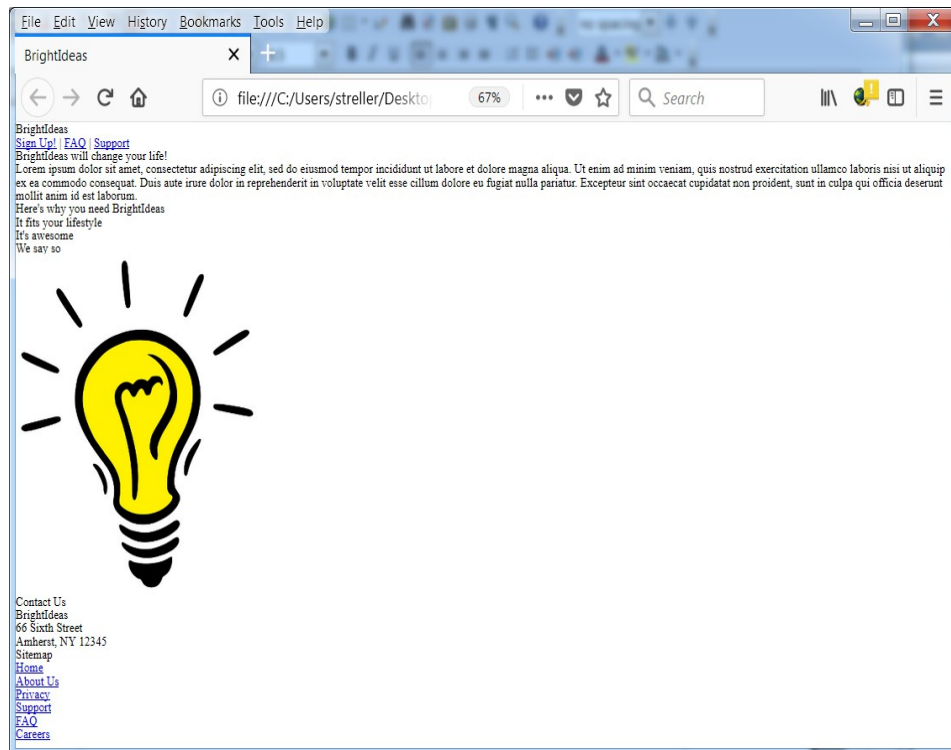 File Edit View History Bookmarks Tools Help
BrightIdeas
file:///C:/Users/streller/Deskto 67% Search
BrightIdeas
Sign Up! | FAQ | Support
BrightIdeas will change your life!
Lorem ipsum dolor sit amet, consectetur adipiscing elit, sed do eiusmod tempor incididunt ut labore et dolore magna aliqua. Ut enim ad minim veniam, quis nostrud exercitation ullamco laboris nisi ut aliquip
ex ea commodo consequat. Duis aute irure dolor in reprehenderit in voluptate velit esse cillum dolore eu fugiat nulla pariatur. Excepteur sint occaecat cupidatat non proident, sunt in culpa qui officia deserunt
mollit anim id est laborum.
Here's why you need BrightIdeas
It fits your lifestyle
It's awesome
We say so
Contact Us
BrightIdeas
66 Sixth Street
Amherst, NY 12345
Sitemap
Home
About Us
Privacy
Support
FAQ
Careers